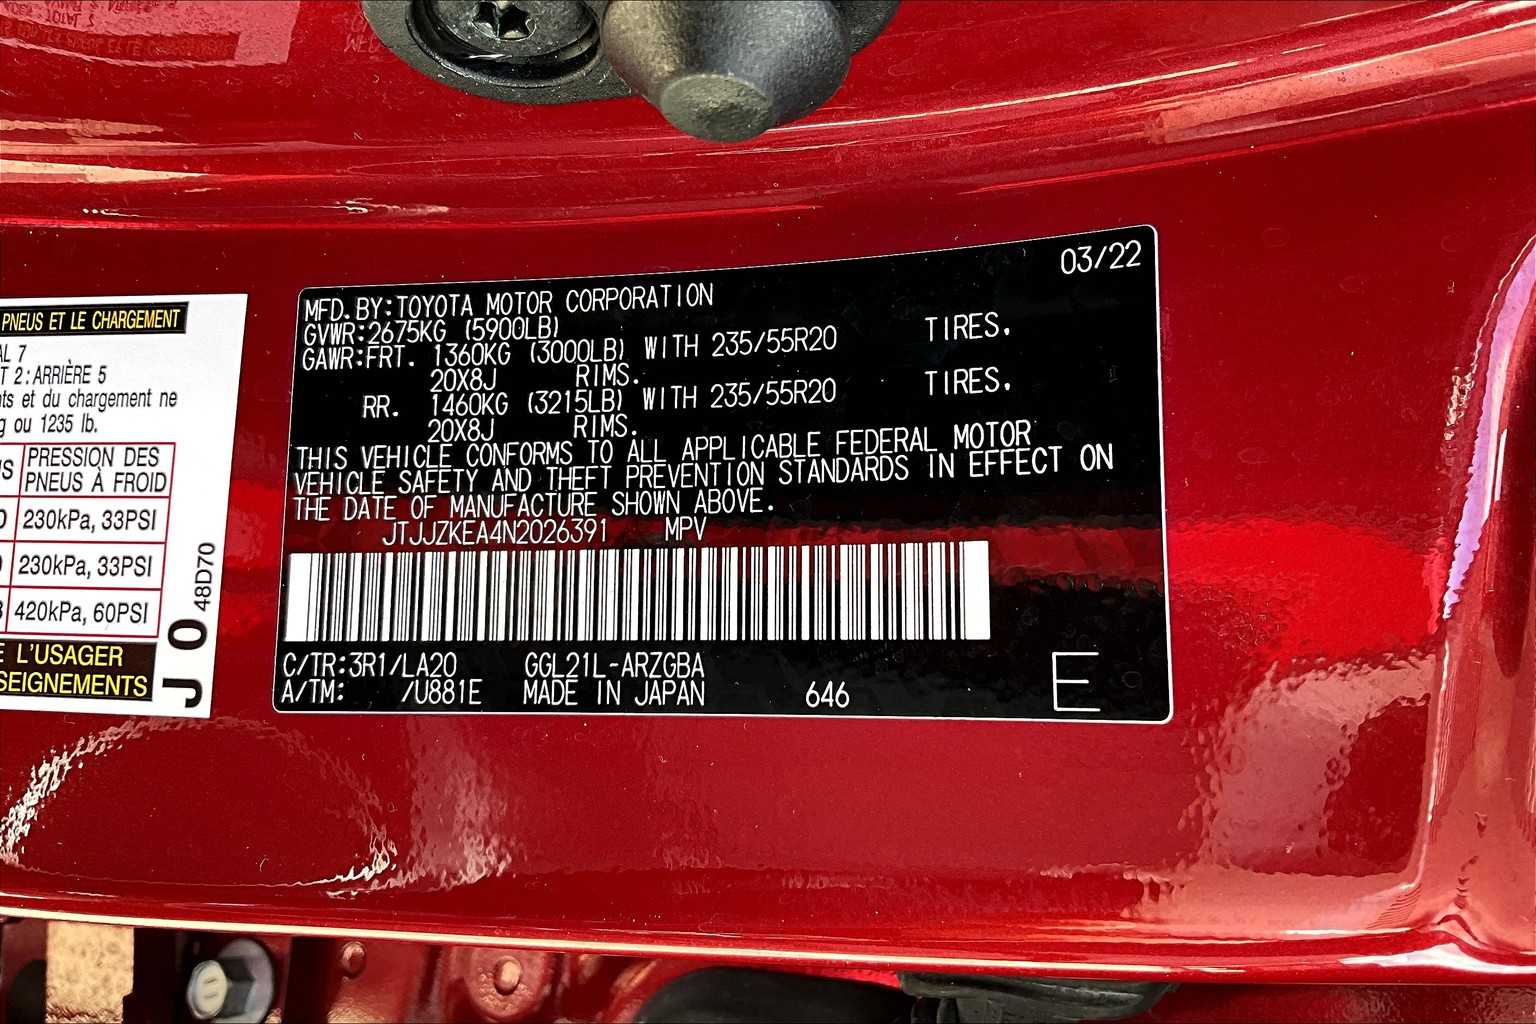 PNEUS ET LE CHARGEMENT
7
2 : ARRIÈRE 5
et du chargement ne
ou 1235 lb.
PRESSION DES
PNEUS À FROID
230kPa, 33PSI
230kPa, 33PSI
420kPa, 60PSI
L'USAGER
J 0 48D70
03/22
MFD.BY:TOYOTA MOTOR CORPORATION
GVWR:2675KG (5900LB)
GAWR:FRT. 1360KG (3000LB) WITH 235/55R20 TIRES,
20X8J RIMS.
RR. 1460KG (3215LB) WITH 235/55R20 TIRES,
20X8J RIMS.
THIS VEHICLE CONFORMS TO ALL APPLICABLE FEDERAL MOTOR
VEHICLE SAFETY AND THEFT PREVENTION STANDARDS IN EFFECT ON
THE DATE OF MANUFACTURE SHOWN ABOVE.
JTJJZKEA4N2026391 MPV
C/TR:3R1/LA20 GGL21L-ARZGBA
A/TM: /U881E MADE IN JAPAN 646 E